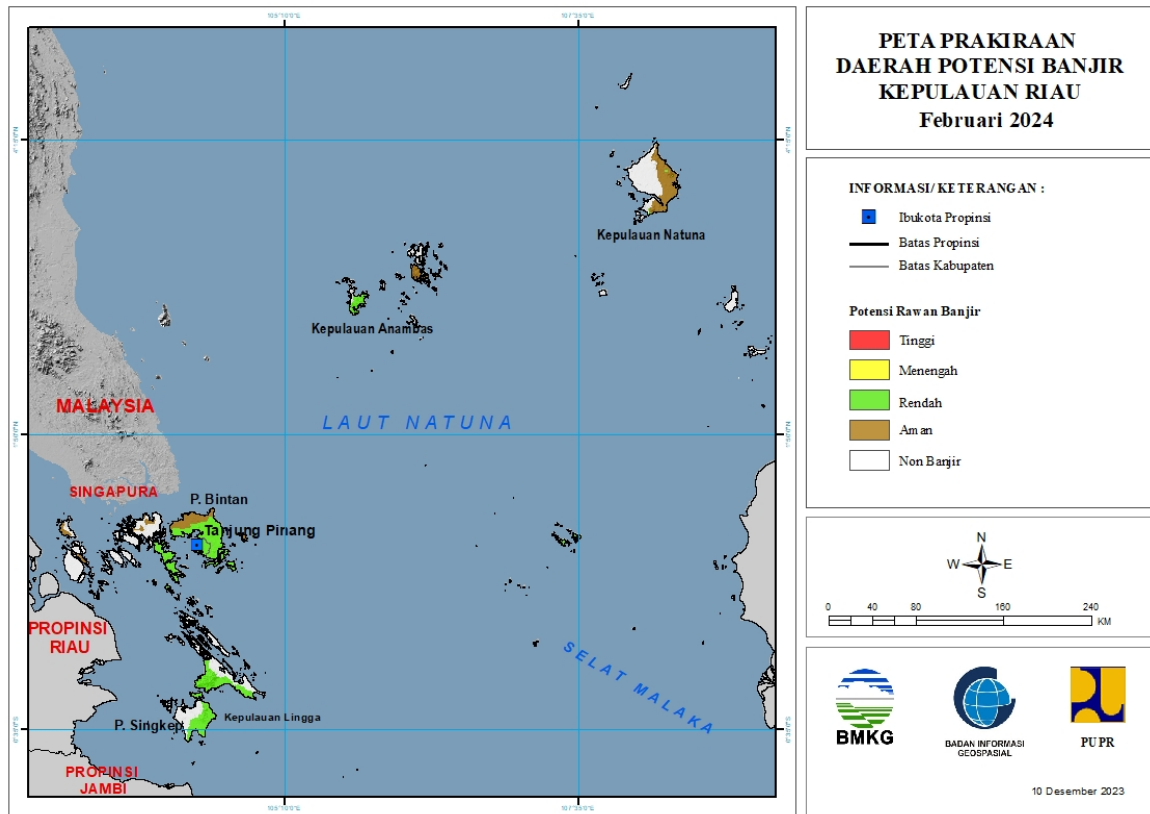 PETA PRAKIRAAN
DAERAH POTENSI BANJIR
KEPULAUAN RIAU
Februari 2024
INFORMASI/ KETERANGAN :
Ibukota Propinsi
Batas Propinsi
Batas Kabupaten
Potensi Rawan Banjir
Tinggi
Menengah
Rendah
Aman
Non Banjir
N
W E
S
0 40 80 160 240
KM
BMKG
BADAN INFORMASI
GEOSPASIAL
PUPR
10 Desember 2023
Kepulauan Natuna
Kepulauan Anambas
MALAYSIA
LAUT NATUNA
SINGAPURA
P. Bintan
Tanjung Pinang
PROPINSI
RIAU
SELAT MALAKA
P. Singkep
Kepulauan Lingga
PROPINSI
JAMBI